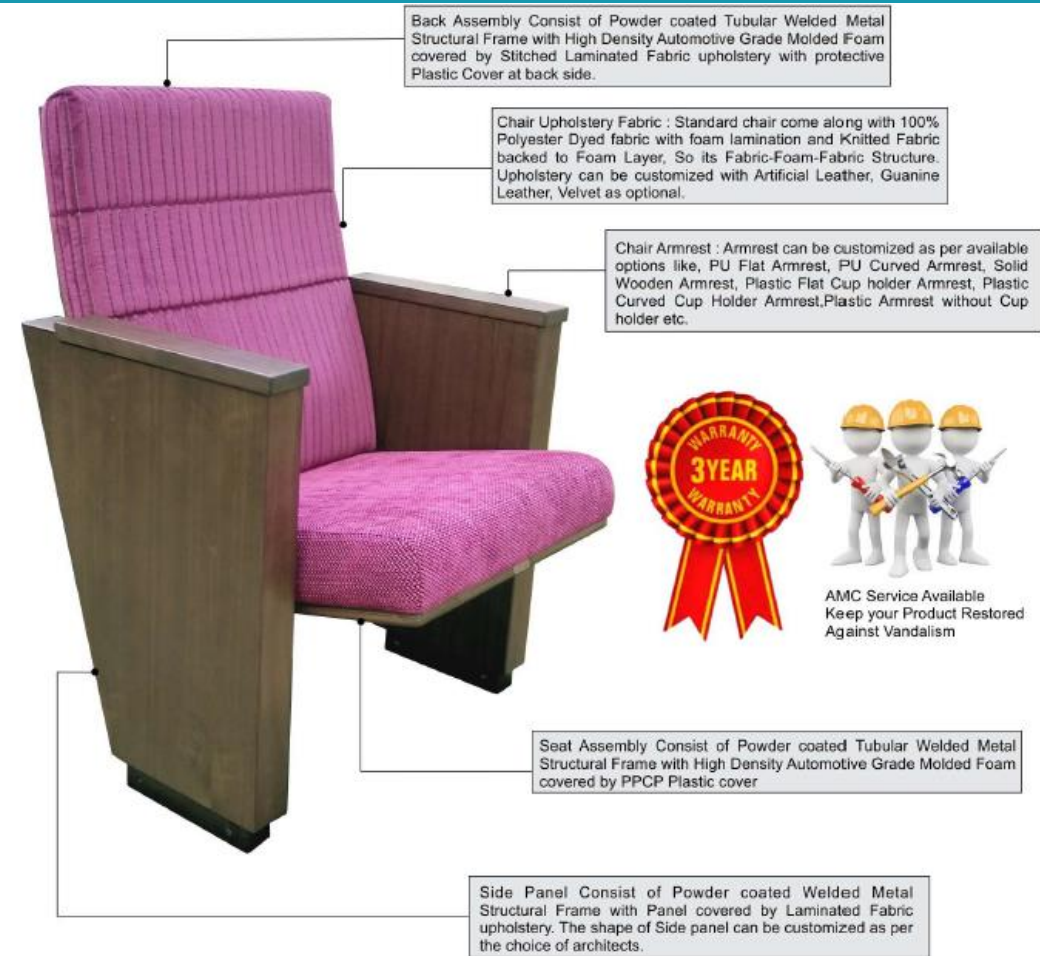 Back Assembly Consist of Powder coated Tubular Welded Metal
Structural Frame with High Density Automotive Grade Molded Foam
covered by Stitched Laminated Fabric upholstery with protective
Plastic Cover at back side.
Chair Upholstery Fabric : Standard chair come along with 100%
Polyester Dyed fabric with foam lamination and Knitted Fabric
backed to Foam Layer, So its Fabric-Foam-Fabric Structure.
Upholstery can be customized with Artificial Leather, Guanine
Leather, Velvet as optional.
Chair Armrest : Armrest can be customized as per available
options like, PU Flat Armrest, PU Curved Armrest, Solid
Wooden Armrest, Plastic Flat Cup holder Armrest, Plastic
Curved Cup Holder Armrest,Plastic Armrest without Cup
holder etc.
WARRANTY
3 YEAR
WARRANTY
AMC Service Available
Keep your Product Restored
Against Vandalism
Seat Assembly Consist of Powder coated Tubular Welded Metal
Structural Frame with High Density Automotive Grade Molded Foam
covered by PPCP Plastic cover
Side Panel Consist of Powder coated Welded Metal
Structural Frame with Panel covered by Laminated Fabric
upholstery. The shape of Side panel can be customized as per
the choice of architects.